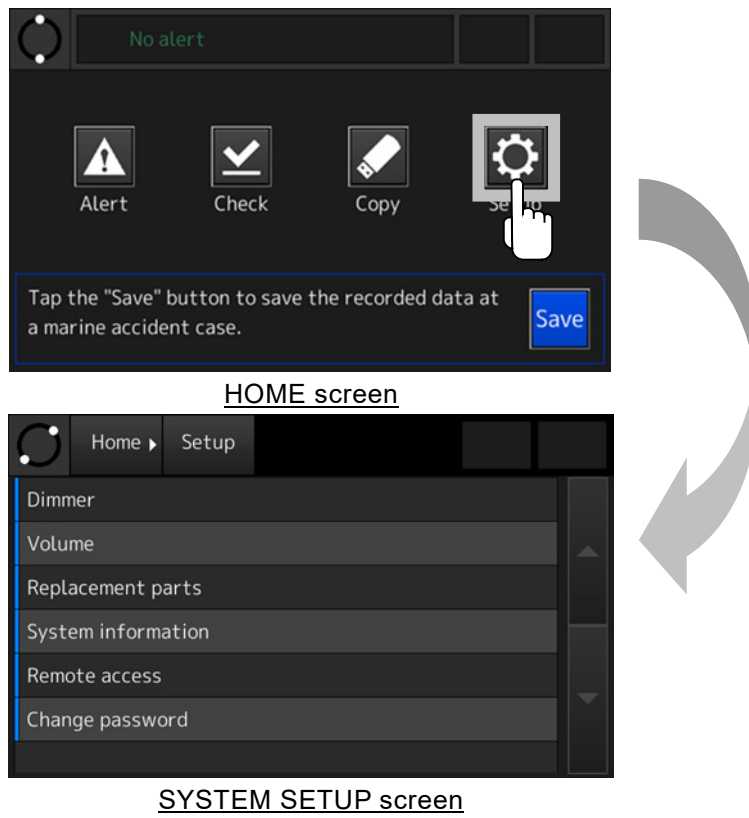 No alert
Alert Check Copy Setup
Tap the "Save" button to save the recorded data at
a marine accident case.
Save
HOME screen
Home Setup
Dimmer
Volume
Replacement parts
System information
Remote access
Change password
SYSTEM SETUP screen